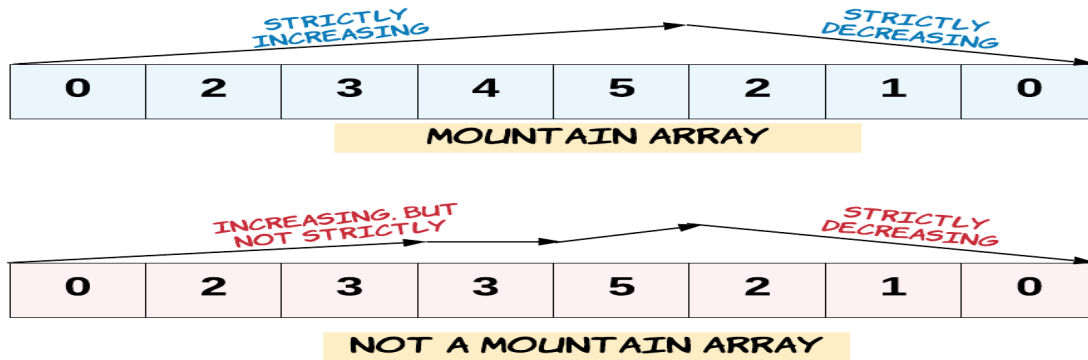 STRICTLY
INCREASING
STRICTLY
DECREASING
0 2 3 4 5 2 1 0
MOUNTAIN ARRAY
INCREASING. BUT
NOT STRICTLY
STRICTLY
DECREASING
0 2 3 3 5 2 1 0
NOT A MOUNTAIN ARRAY